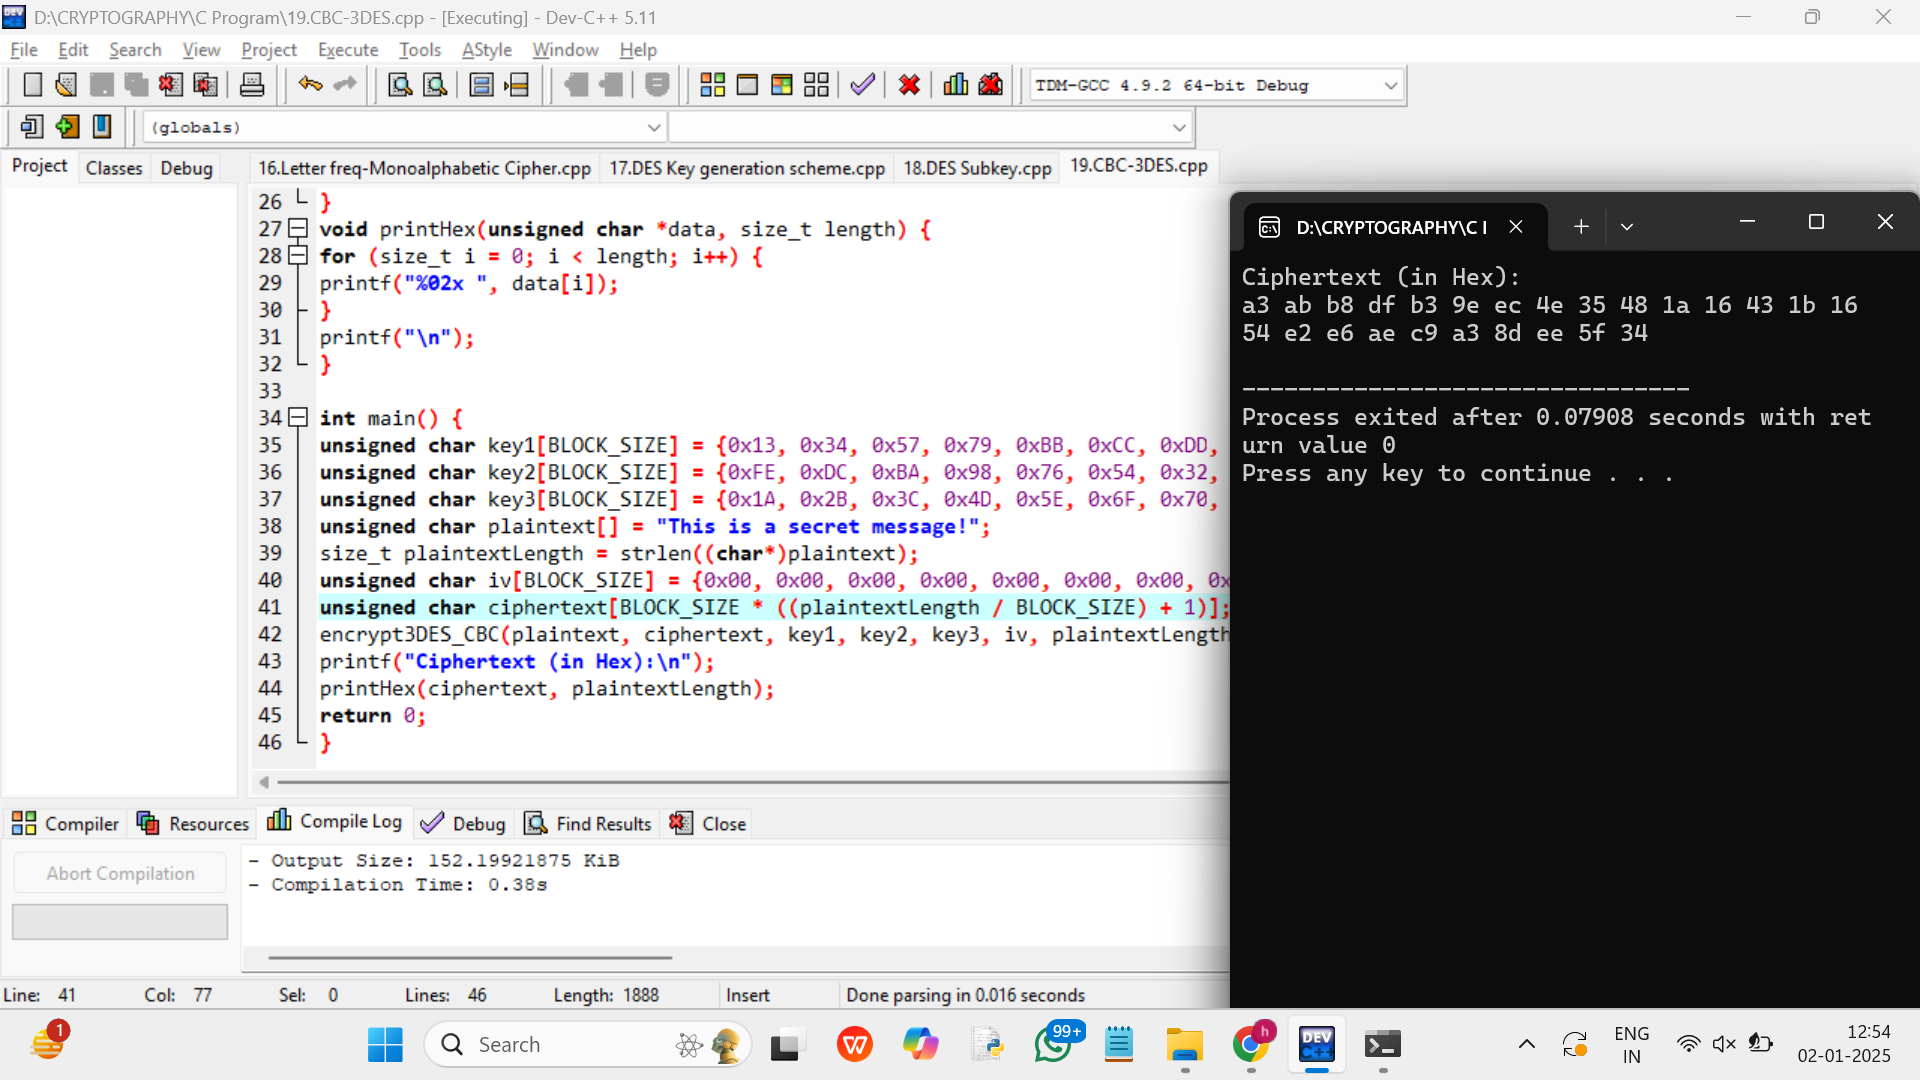 D:\CRYPTOGRAPHY\C Program\19.CBC-3DES.cpp - [Executing] - Dev-C++ 5.11
File Edit Search View Project Execute Tools AStyle Window Help
TDM-GCC 4.9.2 64-bit Debug
(globals)
Project Classes Debug
16.Letter freq-Monoalphabetic Cipher.cpp 17.DES Key generation scheme.cpp 18.DES Subkey.cpp 19.CBC-3DES.cpp
26 }
27 void printHex(unsigned char *data, size_t length) {
28 for (size_t i = 0; i < length; i++) {
29 printf("%02x ", data[i]);
30 }
31 printf("\n");
32 }
33
34 int main() {
35 unsigned char key1[BLOCK_SIZE] = {0x13, 0x34, 0x57, 0x79, 0xBB, 0xCC, 0xDD,
36 unsigned char key2[BLOCK_SIZE] = {0xFE, 0xDC, 0xBA, 0x98, 0x76, 0x54, 0x32,
37 unsigned char key3[BLOCK_SIZE] = {0x1A, 0x2B, 0x3C, 0x4D, 0x5E, 0x6F, 0x70,
38 unsigned char plaintext[] = "This is a secret message!";
39 size_t plaintextLength = strlen((char*)plaintext);
40 unsigned char iv[BLOCK_SIZE] = {0x00, 0x00, 0x00, 0x00, 0x00, 0x00, 0x00, 0x
41 unsigned char ciphertext[BLOCK_SIZE * ((plaintextLength / BLOCK_SIZE) + 1)];
42 encrypt3DES_CBC(plaintext, ciphertext, key1, key2, key3, iv, plaintextLength
43 printf("Ciphertext (in Hex):\n");
44 printHex(ciphertext, plaintextLength);
45 return 0;
46 }
D:\CRYPTOGRAPHY\C I
Ciphertext (in Hex):
a3 ab b8 df b3 9e ec 4e 35 48 1a 16 43 1b 16
54 e2 e6 ae c9 a3 8d ee 5f 34
--------------------------------
Process exited after 0.07908 seconds with ret
urn value 0
Press any key to continue . . .
Compiler Resources Compile Log Debug Find Results Close
Abort Compilation
- Output Size: 152.19921875 KiB
- Compilation Time: 0.38s
Line: 41 Col: 77 Sel: 0 Lines: 46 Length: 1888 Insert Done parsing in 0.016 seconds
1
Search
99+
h
DEV C++
ENG
IN
12:54
02-01-2025